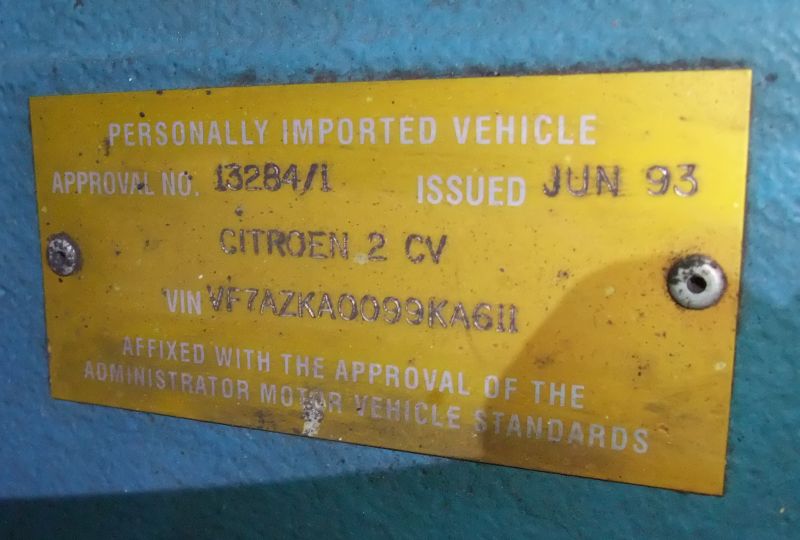 PERSONALLY IMPORTED VEHICLE
APPROVAL NO. 13284/1 ISSUED JUN 93
CITROEN 2 CV
VIN VF7AZKA0099KA611
AFFIXED WITH THE APPROVAL OF THE
ADMINISTRATOR MOTOR VEHICLE STANDARDS